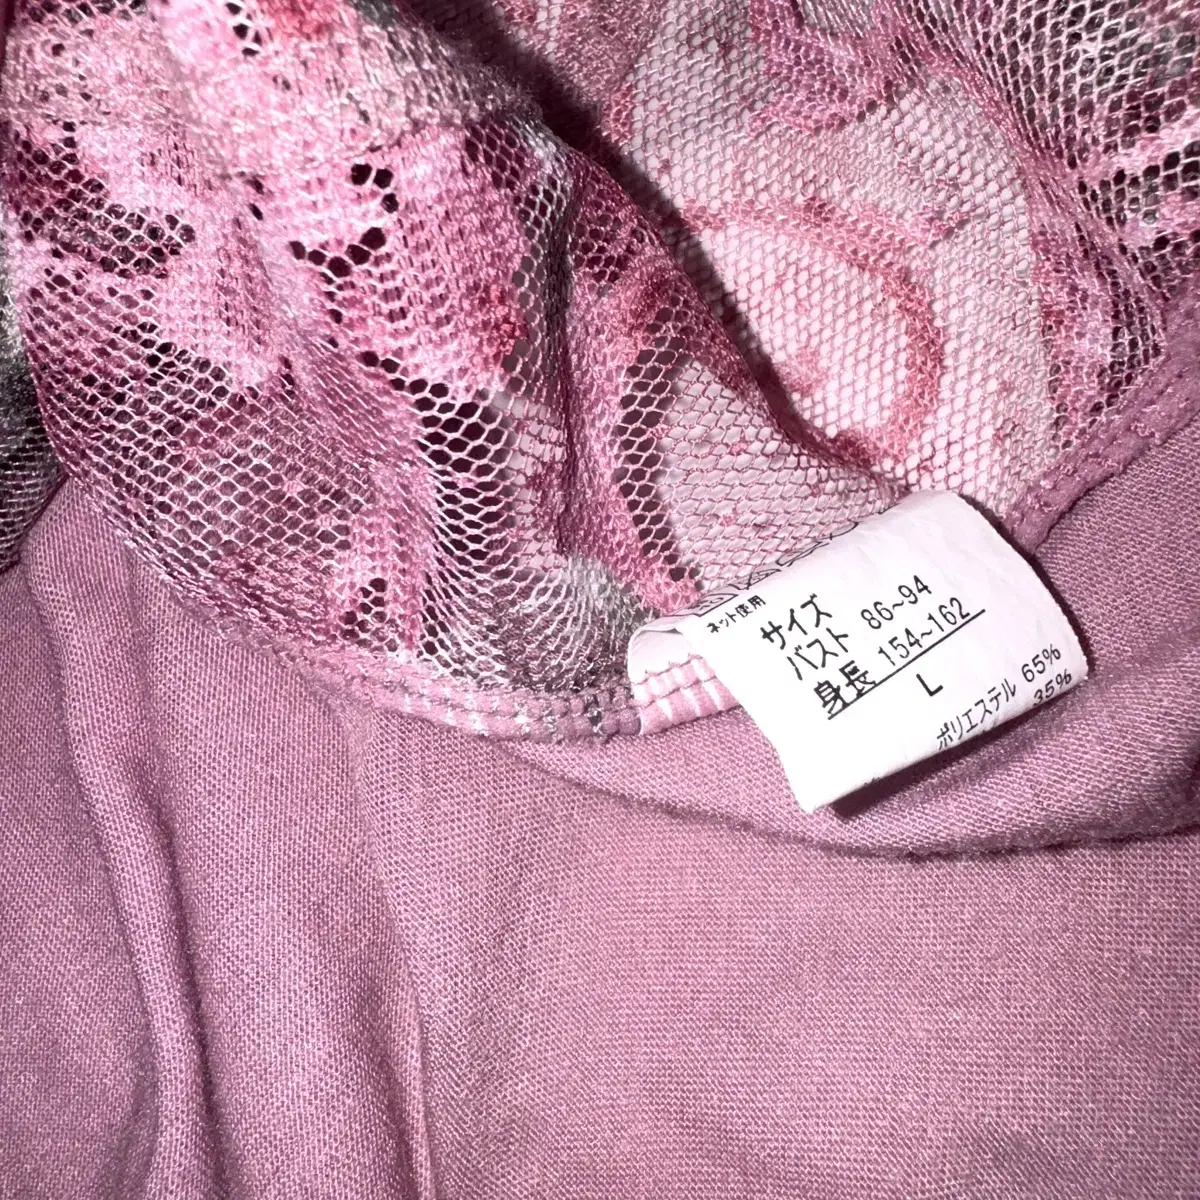 ネット使用
サイズ
バスト 86~94
身長 154~162
L
ポリエステル 65%
35%